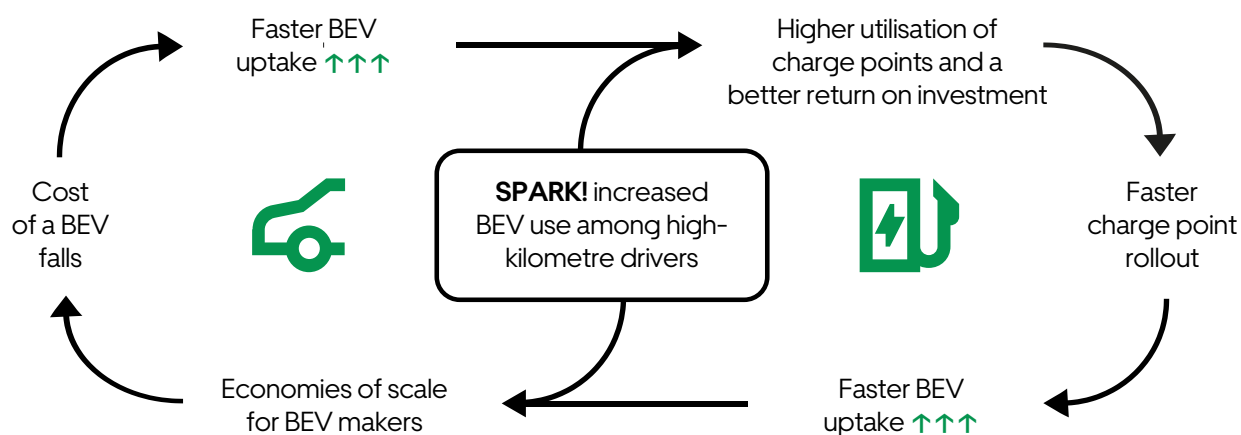 Faster BEV
uptake ↑↑↑
Higher utilisation of
charge points and a
better return on investment
Cost
of a BEV
falls
SPARK! increased
BEV use among high-
kilometre drivers
Faster
charge point
rollout
Economies of scale
for BEV makers
Faster BEV
uptake ↑↑↑